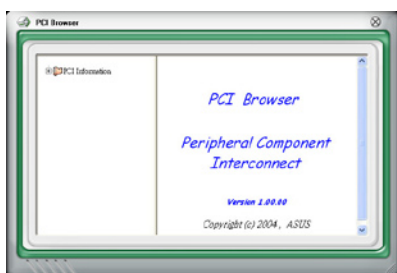 PCI Browser
PCI Information
PCI Browser
Peripheral Component
Interconnect
Version 1.00.00
Copyright (c) 2004, ASUS